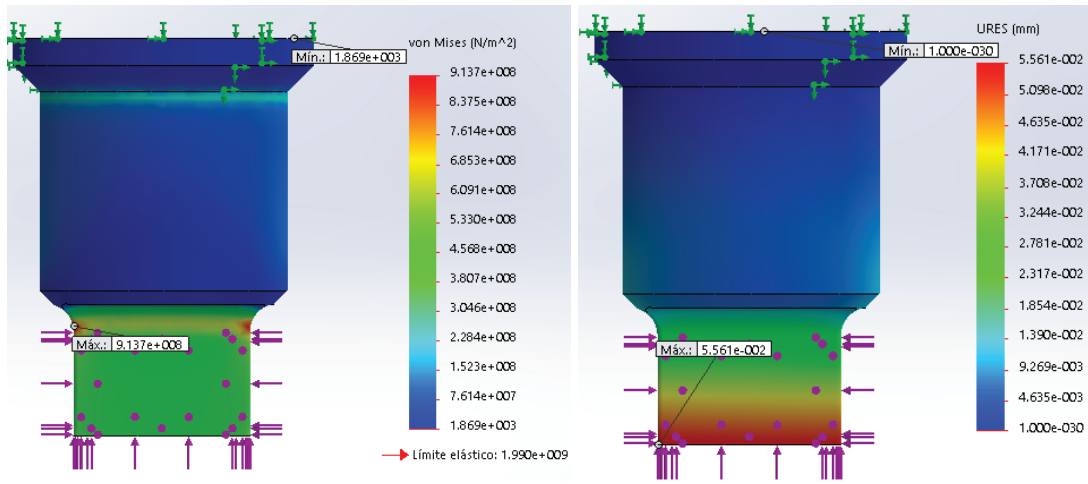 von Mises (N/m^2)
Mín.: 1.869e+003
9.137e+008
8.375e+008
7.614e+008
6.853e+008
6.091e+008
5.330e+008
4.568e+008
3.807e+008
3.046e+008
2.284e+008
1.523e+008
7.614e+007
1.869e+003
Máx.: 9.137e+008
Límite elástico: 1.990e+009
URES (mm)
Mín.: 1.000e-030
5.561e-002
5.098e-002
4.635e-002
4.171e-002
3.708e-002
3.244e-002
2.781e-002
2.317e-002
1.854e-002
1.390e-002
9.269e-003
4.635e-003
1.000e-030
Máx.: 5.561e-002